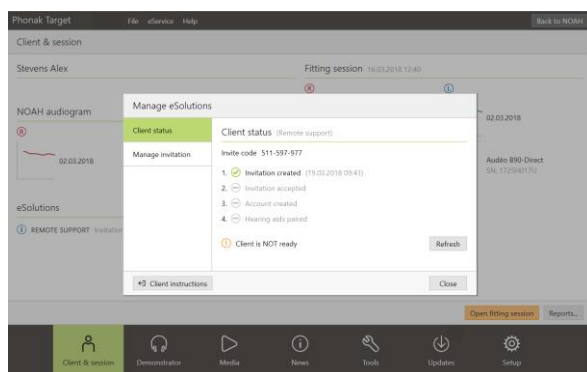 Phonak Target File eService Help Back to NOAH
Client & session
Stevens Alex Fitting session 16.03.2018 12:40
R L
NOAH audiogram Manage eSolutions 02.03.2018
R Client status Client status (Remote support)
Manage invitation Invite code 511-597-977
02.03.2018 Audéo B90-Direct
1. Invitation created (19.03.2018 09:43)
2. Invitation accepted
3. Account created
eSolutions 4. Hearing aids paired
i REMOTE SUPPORT Invitation
! Client is NOT ready Refresh
Client instructions Close
Open fitting session Reports...
Client & session Demonstrator Media News Tools Updates Setup